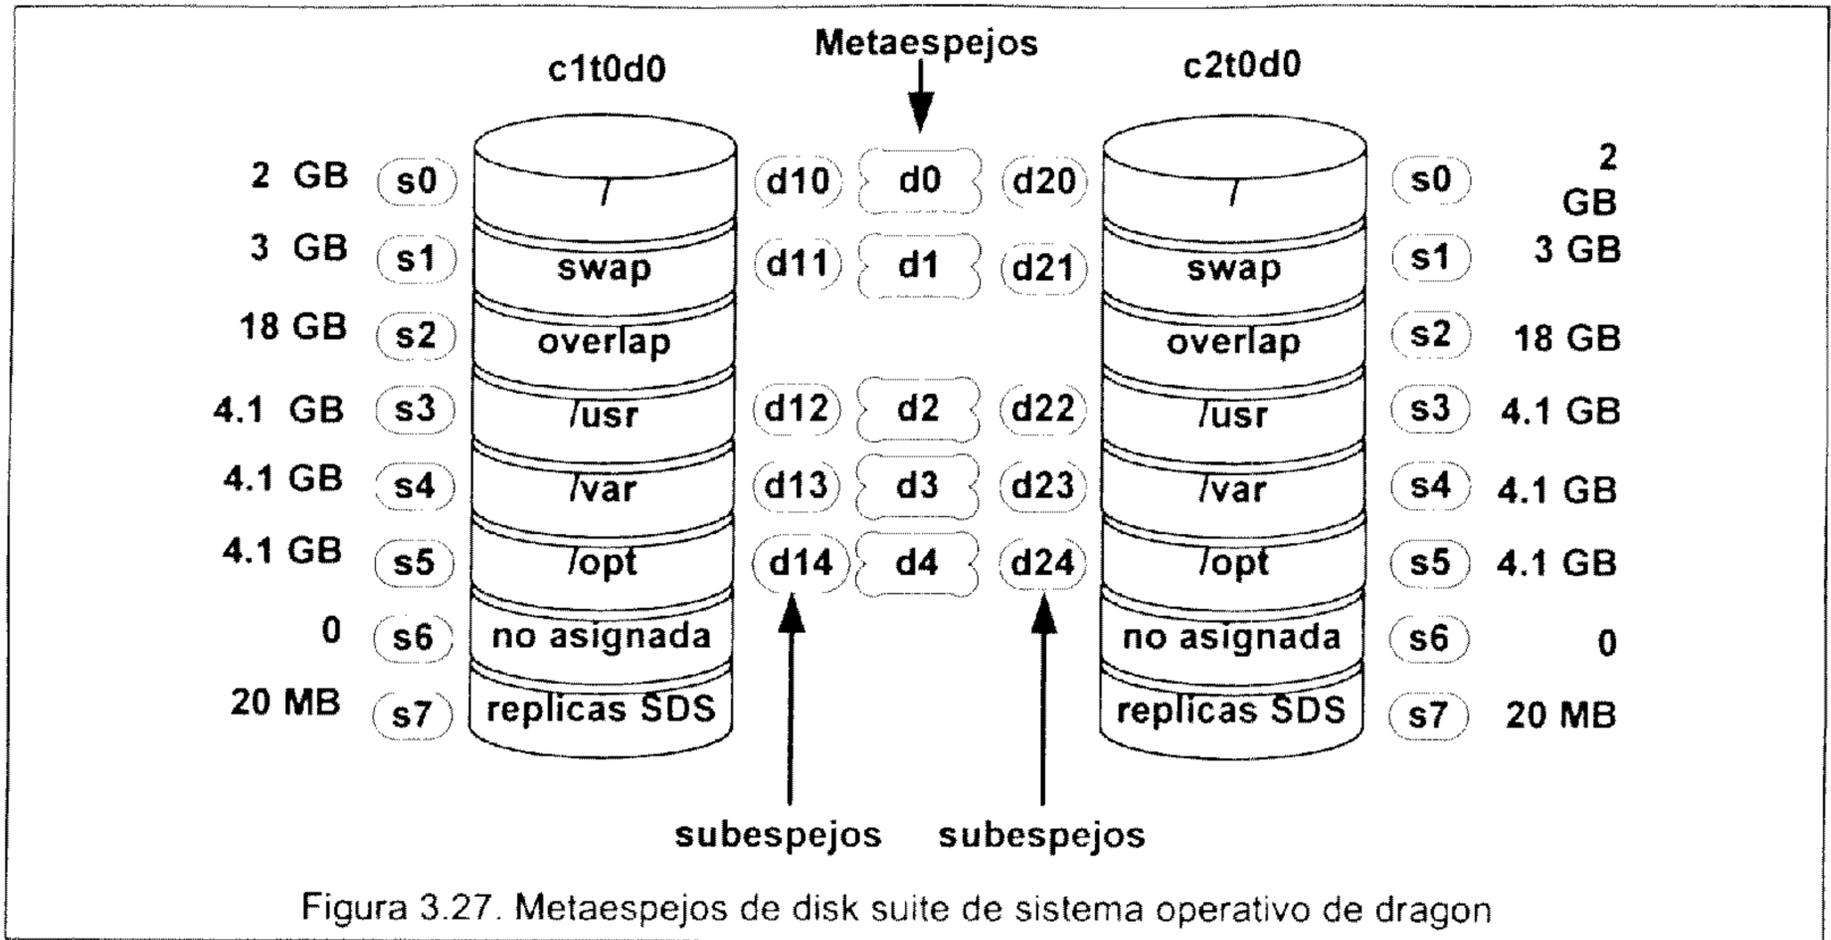 Metaespejos
c1t0d0 c2t0d0
2 GB s0 / d10 d0 d20 / s0 2 GB
3 GB s1 swap d11 d1 d21 swap s1 3 GB
18 GB s2 overlap overlap s2 18 GB
4.1 GB s3 /usr d12 d2 d22 /usr s3 4.1 GB
4.1 GB s4 /var d13 d3 d23 /var s4 4.1 GB
4.1 GB s5 /opt d14 d4 d24 /opt s5 4.1 GB
0 s6 no asignada no asignada s6 0
20 MB s7 replicas SDS replicas SDS s7 20 MB
subespejos subespejos
Figura 3.27. Metaespejos de disk suite de sistema operativo de dragon